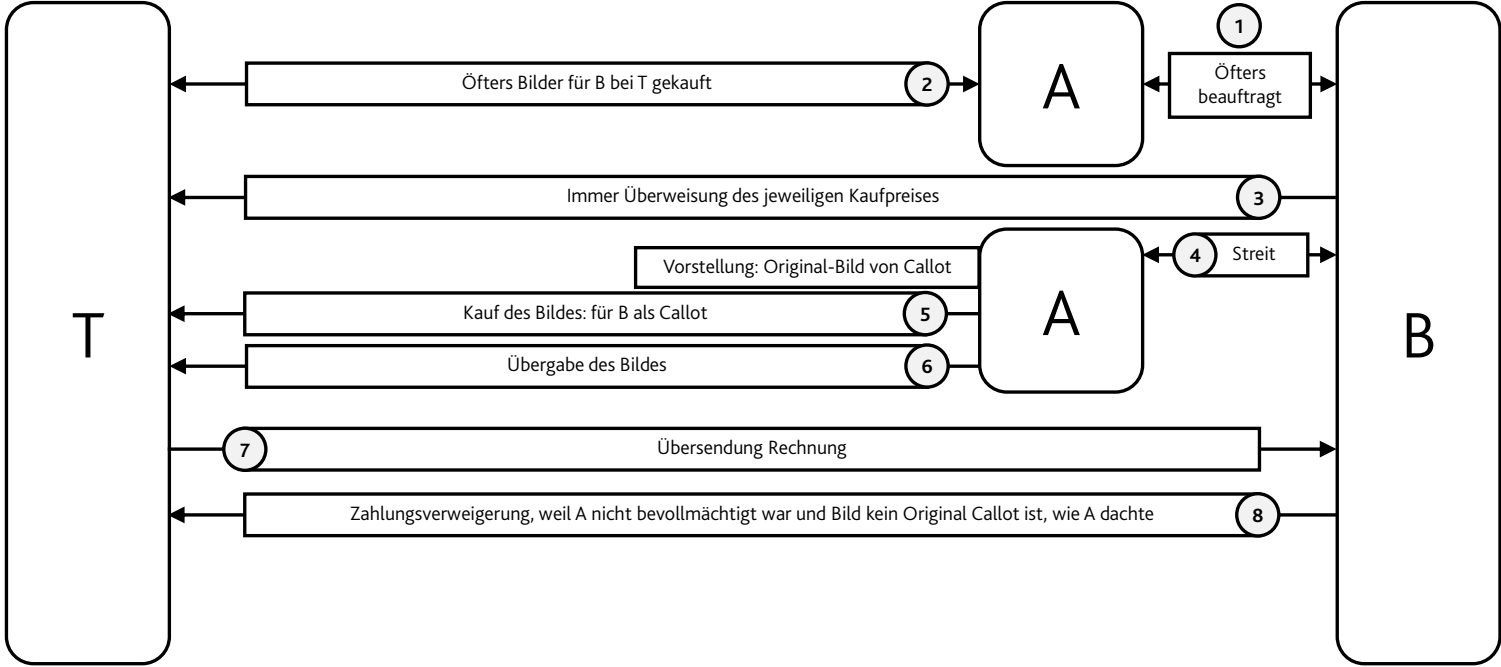 1
Öfters Bilder für B bei T gekauft
2
A
Öfters
beauftragt
Immer Überweisung des jeweiligen Kaufpreises
3
4
Streit
Vorstellung: Original-Bild von Callot
T
Kauf des Bildes: für B als Callot
5
A
B
Übergabe des Bildes
6
7
Übersendung Rechnung
Zahlungsverweigerung, weil A nicht bevollmächtigt war und Bild kein Original Callot ist, wie A dachte
8